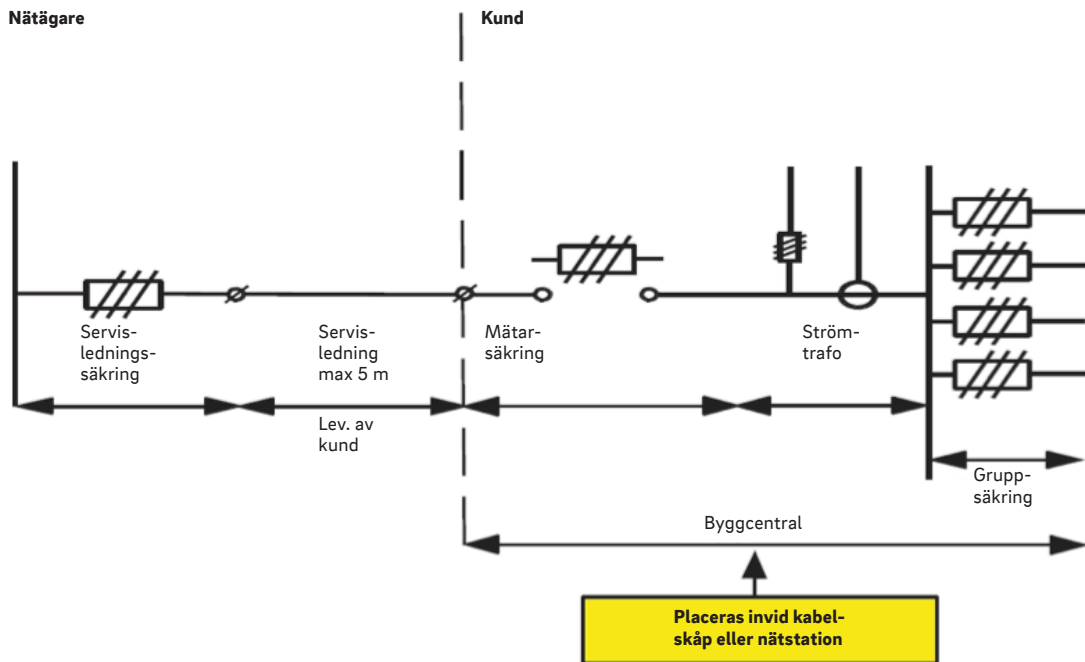 Nätägare
Kund
Servis-
lednings-
säkring
Servis-
ledning
max 5 m
Mätar-
säkring
Ström-
trafo
Lev. av
kund
Grupp-
säkring
Byggcentral
Placeras invid kabel-
skåp eller nätstation